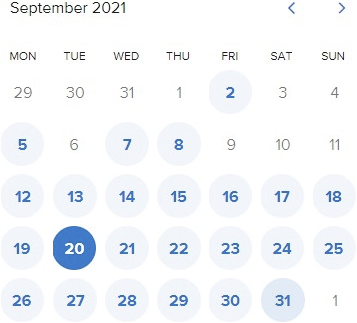 September 2021
MON TUE WED THU FRI SAT SUN
29 30 31 1 2 3 4
5 6 7 8 9 10 11
12 13 14 15 16 17 18
19 20 21 22 23 24 25
26 27 28 29 30 31 1